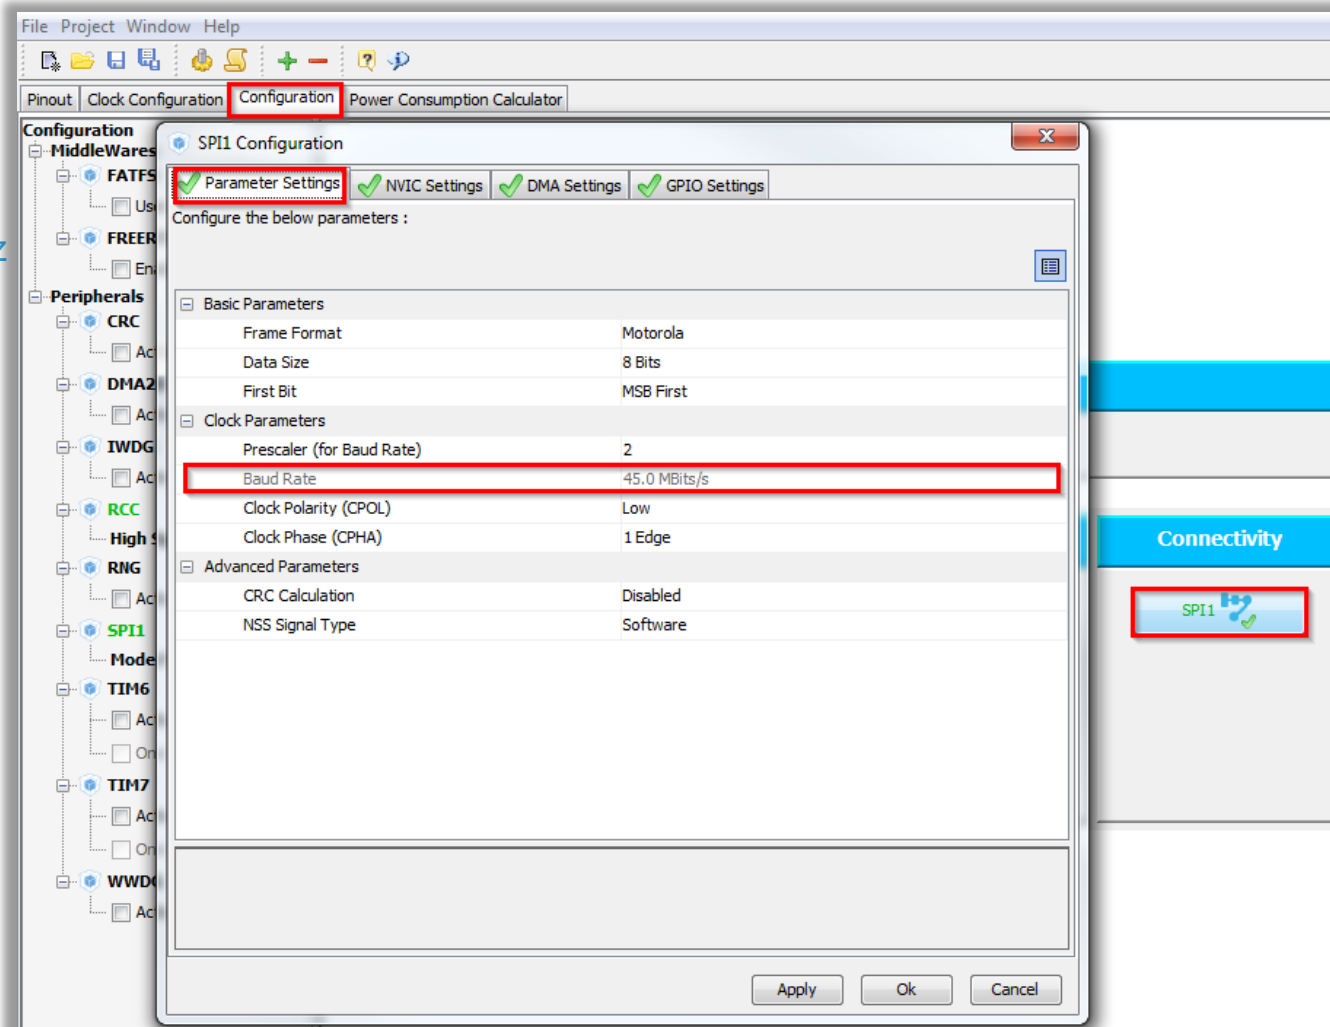 File Project Window Help
Pinout Clock Configuration Configuration Power Consumption Calculator
Configuration
MiddleWares
FATFS
FREER
Peripherals
CRC
DMA2
IWDG
RCC
High
RNG
SPI1
Mode
TIM6
TIM7
WWD
SPI1 Configuration
Parameter Settings NVIC Settings DMA Settings GPIO Settings
Configure the below parameters :
Basic Parameters
Frame Format Motorola
Data Size 8 Bits
First Bit MSB First
Clock Parameters
Prescaler (for Baud Rate) 2
Baud Rate 45.0 MBits/s
Clock Polarity (CPOL) Low
Clock Phase (CPHA) 1 Edge
Advanced Parameters
CRC Calculation Disabled
NSS Signal Type Software
Apply Ok Cancel
Connectivity
SPI1